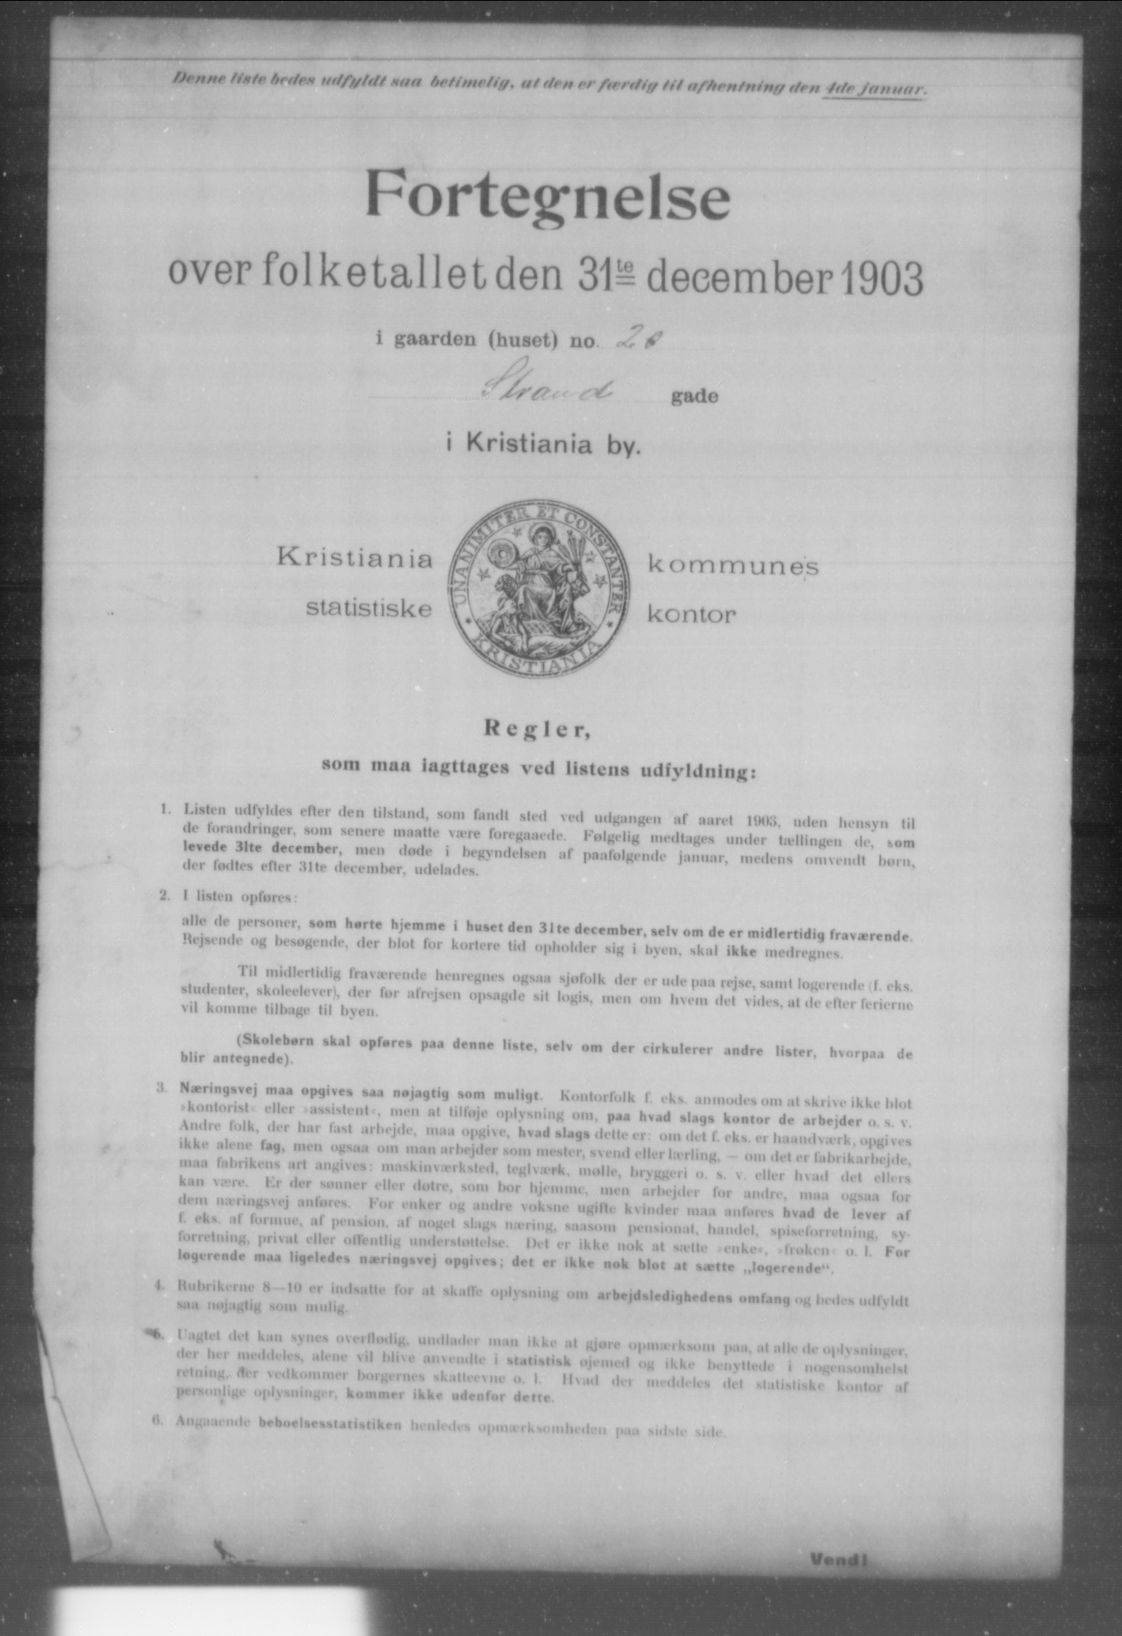 Denne liste bedes udfyldt saa betimelig, at den er færdig til afhentning den 4de januar.
Fortegnelse
over folketallet den 31te december 1903
i gaarden (huset) no. 2
Strand gade
i Kristiania by.
Kristiania kommunes
statistiske kontor
UNANIMITER ET CONSTANTER
KRISTIANIA
Regler,
som maa iagttages ved listens udfyldning:
1. Listen udfyldes efter den tilstand, som fandt sted ved udgangen af aaret 1903, uden hensyn til
de forandringer, som senere maatte være foregaaede. Følgelig medtages under tællingen de, som
levede 31te december, men døde i begyndelsen af paafølgende januar, medens omvendt børn,
der fødtes efter 31te december, udelades.
2. I listen opføres:
alle de personer, som hørte hjemme i huset den 31te december, selv om de er midlertidig fraværende.
Rejsende og besøgende, der blot for kortere tid opholder sig i byen, skal ikke medregnes.
Til midlertidig fraværende henregnes ogsaa sjøfolk der er ude paa rejse, samt logerende (f. eks.
studenter, skoleelever), der før afrejsen opsagde sit logis, men om hvem det vides, at de efter ferierne
vil komme tilbage til byen.
(Skolebørn skal opføres paa denne liste, selv om der cirkulerer andre lister, hvorpaa de
blir antegnede).
3. Næringsvej maa opgives saa nøjagtig som muligt. Kontorfolk f. eks. anmodes om at skrive ikke blot
»kontorist« eller »assistent«, men at tilføje oplysning om, paa hvad slags kontor de arbejder o. s. v.
Andre folk, der har fast arbejde, maa opgive, hvad slags dette er: om det f. eks. er haandværk, opgives
ikke alene fag, men ogsaa om man arbejder som mester, svend eller lærling, — om det er fabrikarbejde,
maa fabrikens art angives: maskinværksted, teglværk, mølle, bryggeri o. s. v. eller hvad det ellers
kan være. Er der sønner eller døtre, som bor hjemme, men arbejder for andre, maa ogsaa for
dem næringsvej anføres. For enker og andre voksne ugifte kvinder maa anføres hvad de lever af
f. eks. af formue, af pension, af noget slags næring, saasom pensionat, handel, spiseforretning, sy-
forretning, privat eller offentlig understøttelse. Det er ikke nok at sætte »enke«, »frøken« o. l. For
logerende maa ligeledes næringsvej opgives; det er ikke nok blot at sætte „logerende“.
4. Rubrikerne 8—10 er indsatte for at skaffe oplysning om arbejdsledighedens omfang og bedes udfyldt
saa nøjagtig som mulig.
5. Uagtet det kan synes overflødig, undlader man ikke at gjøre opmærksom paa, at alle de oplysninger,
der her meddeles, alene vil blive anvendte i statistisk øjemed og ikke benyttede i nogensomhelst
retning, der vedkommer borgernes skatteevne o. l. Hvad der meddeles det statistiske kontor af
personlige oplysninger, kommer ikke udenfor dette.
6. Angaaende beboelsesstatistiken henledes opmærksomheden paa sidste side.
Vend!